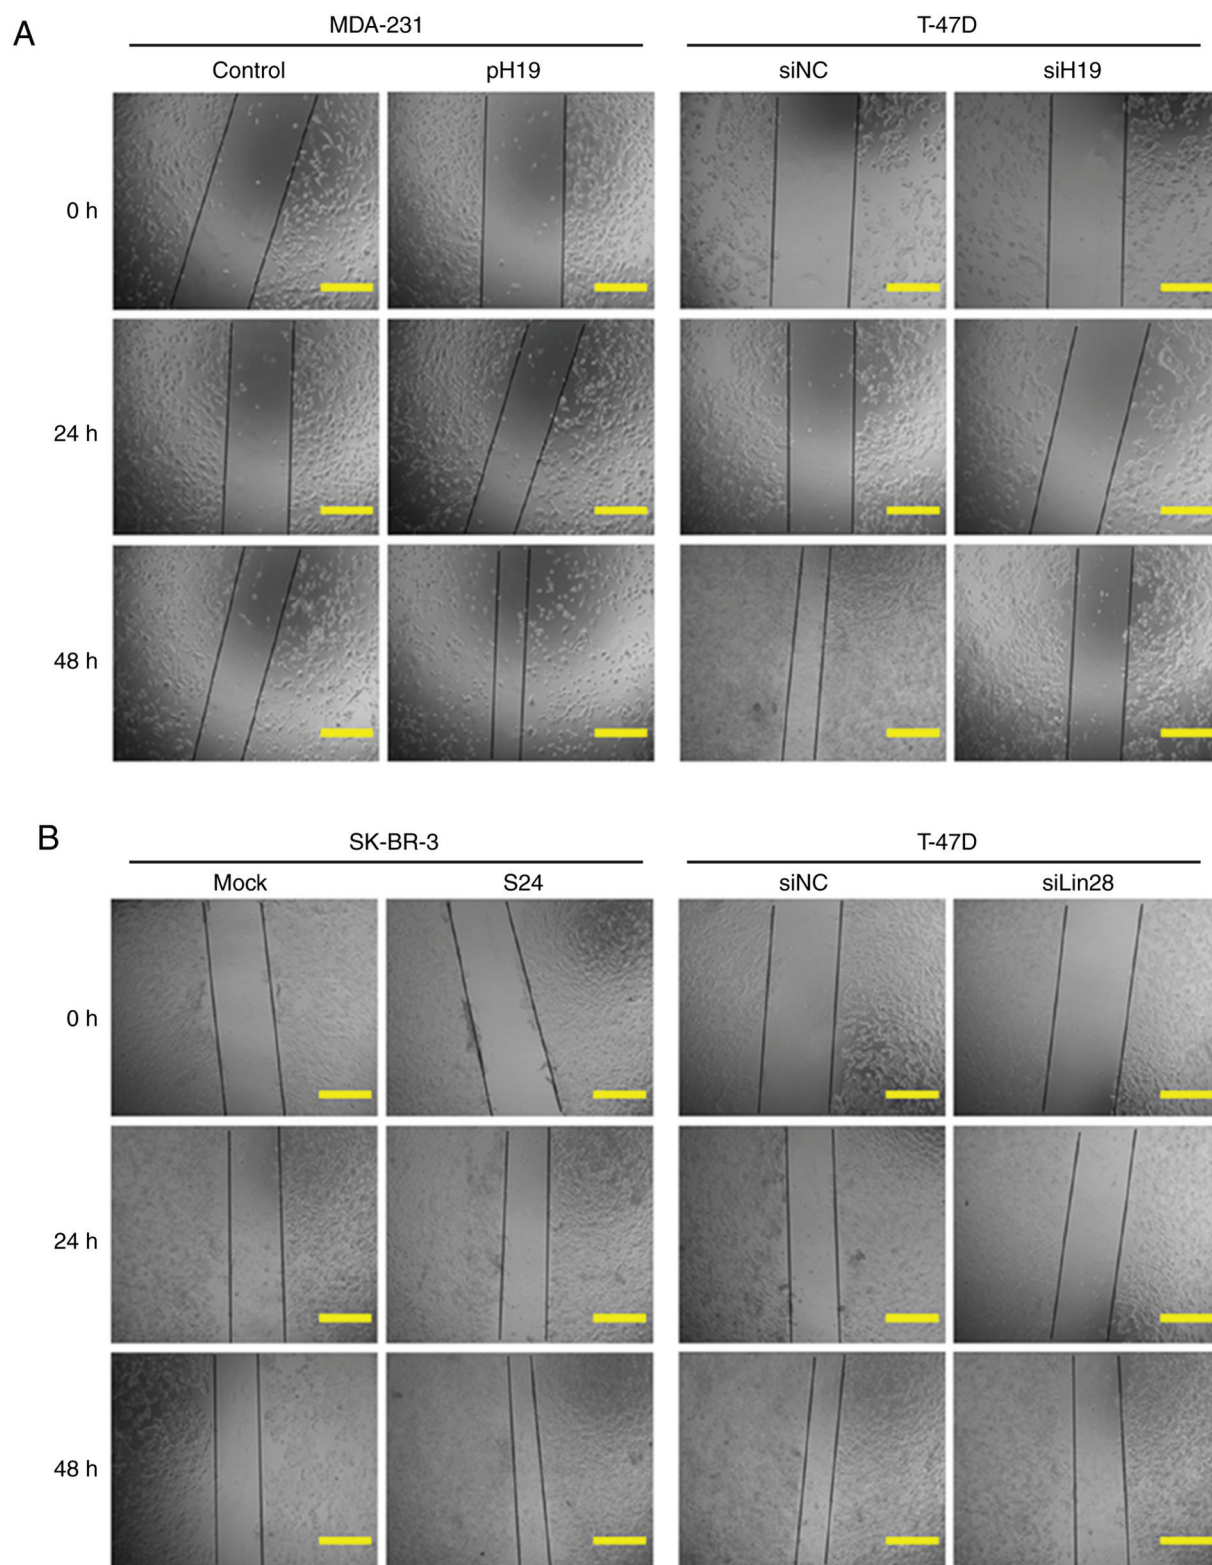 A
MDA-231 T-47D
Control pH19 siNC siH19
0 h
24 h
48 h
B
SK-BR-3 T-47D
Mock S24 siNC siLin28
0 h
24 h
48 h